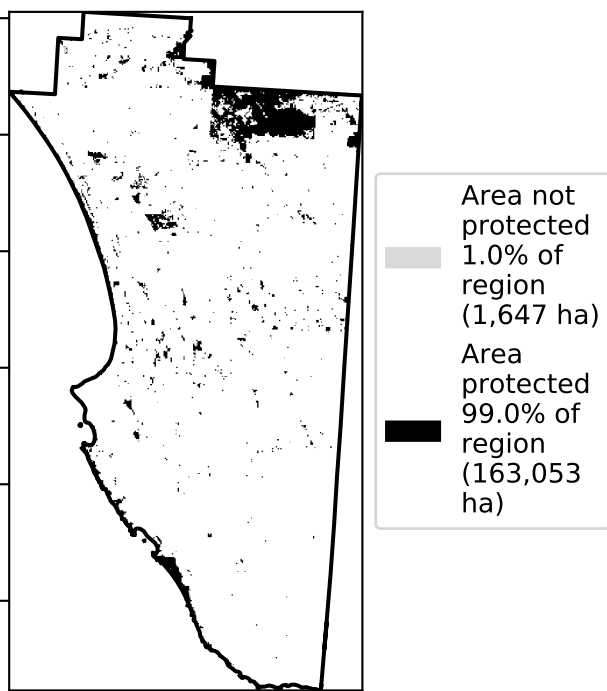 Area not
protected
1.0% of
region
(1,647 ha)
Area
protected
99.0% of
region
(163,053
ha)